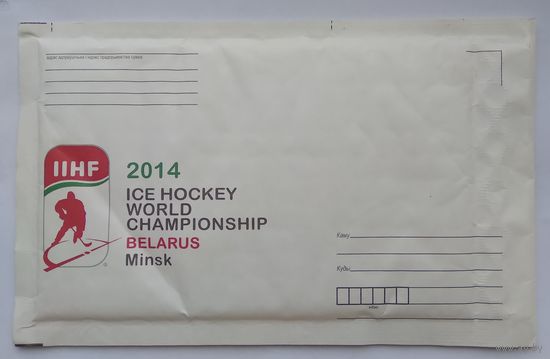 IIHF
2014
ICE HOCKEY
WORLD
CHAMPIONSHIP
BELARUS
Minsk
®
Каму
Куды